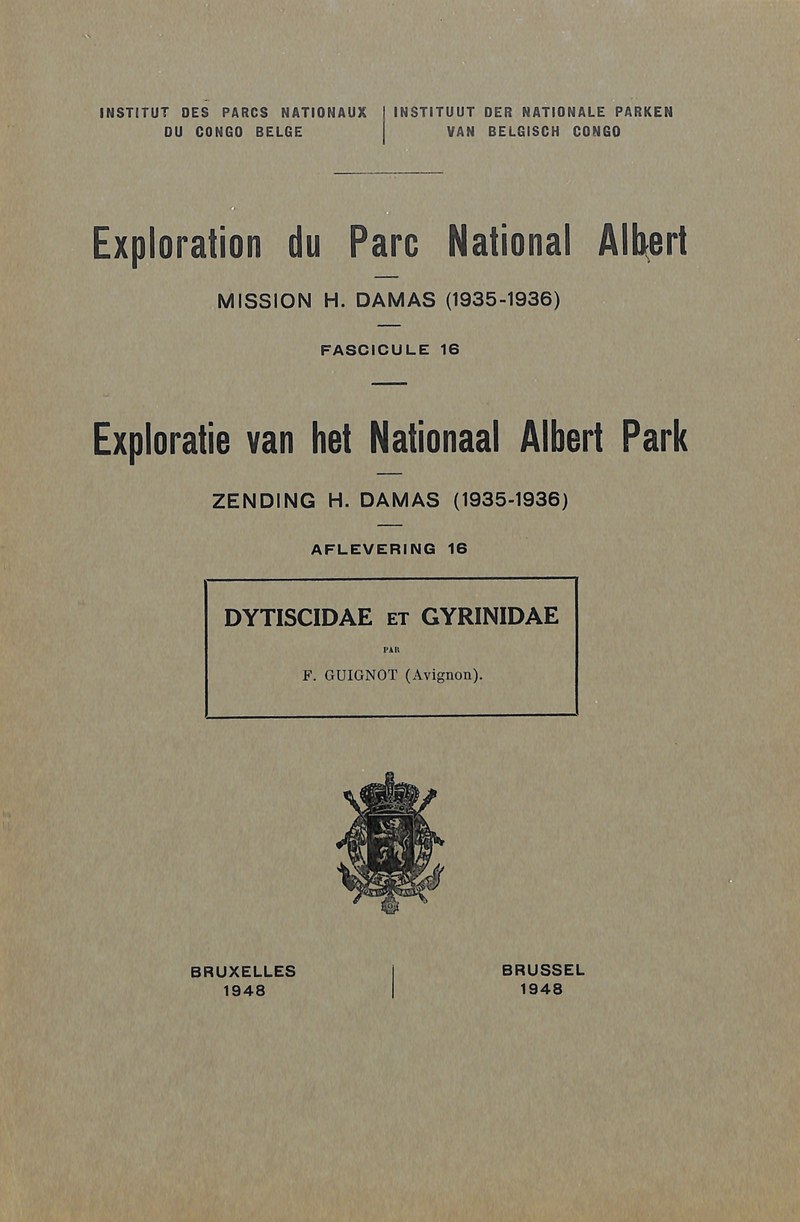 INSTITUT DES PARCS NATIONAUX
DU CONGO BELGE
INSTITUUT DER NATIONALE PARKEN
VAN BELGISCH CONGO
Exploration du Parc National Albert
MISSION H. DAMAS (1935-1936)
FASCICULE 16
Exploratie van het Nationaal Albert Park
ZENDING H. DAMAS (1935-1936)
AFLEVERING 16
DYTISCIDAE ET GYRINIDAE
PAR
F. GUIGNOT (Avignon).
BRUXELLES
1948
BRUSSEL
1948